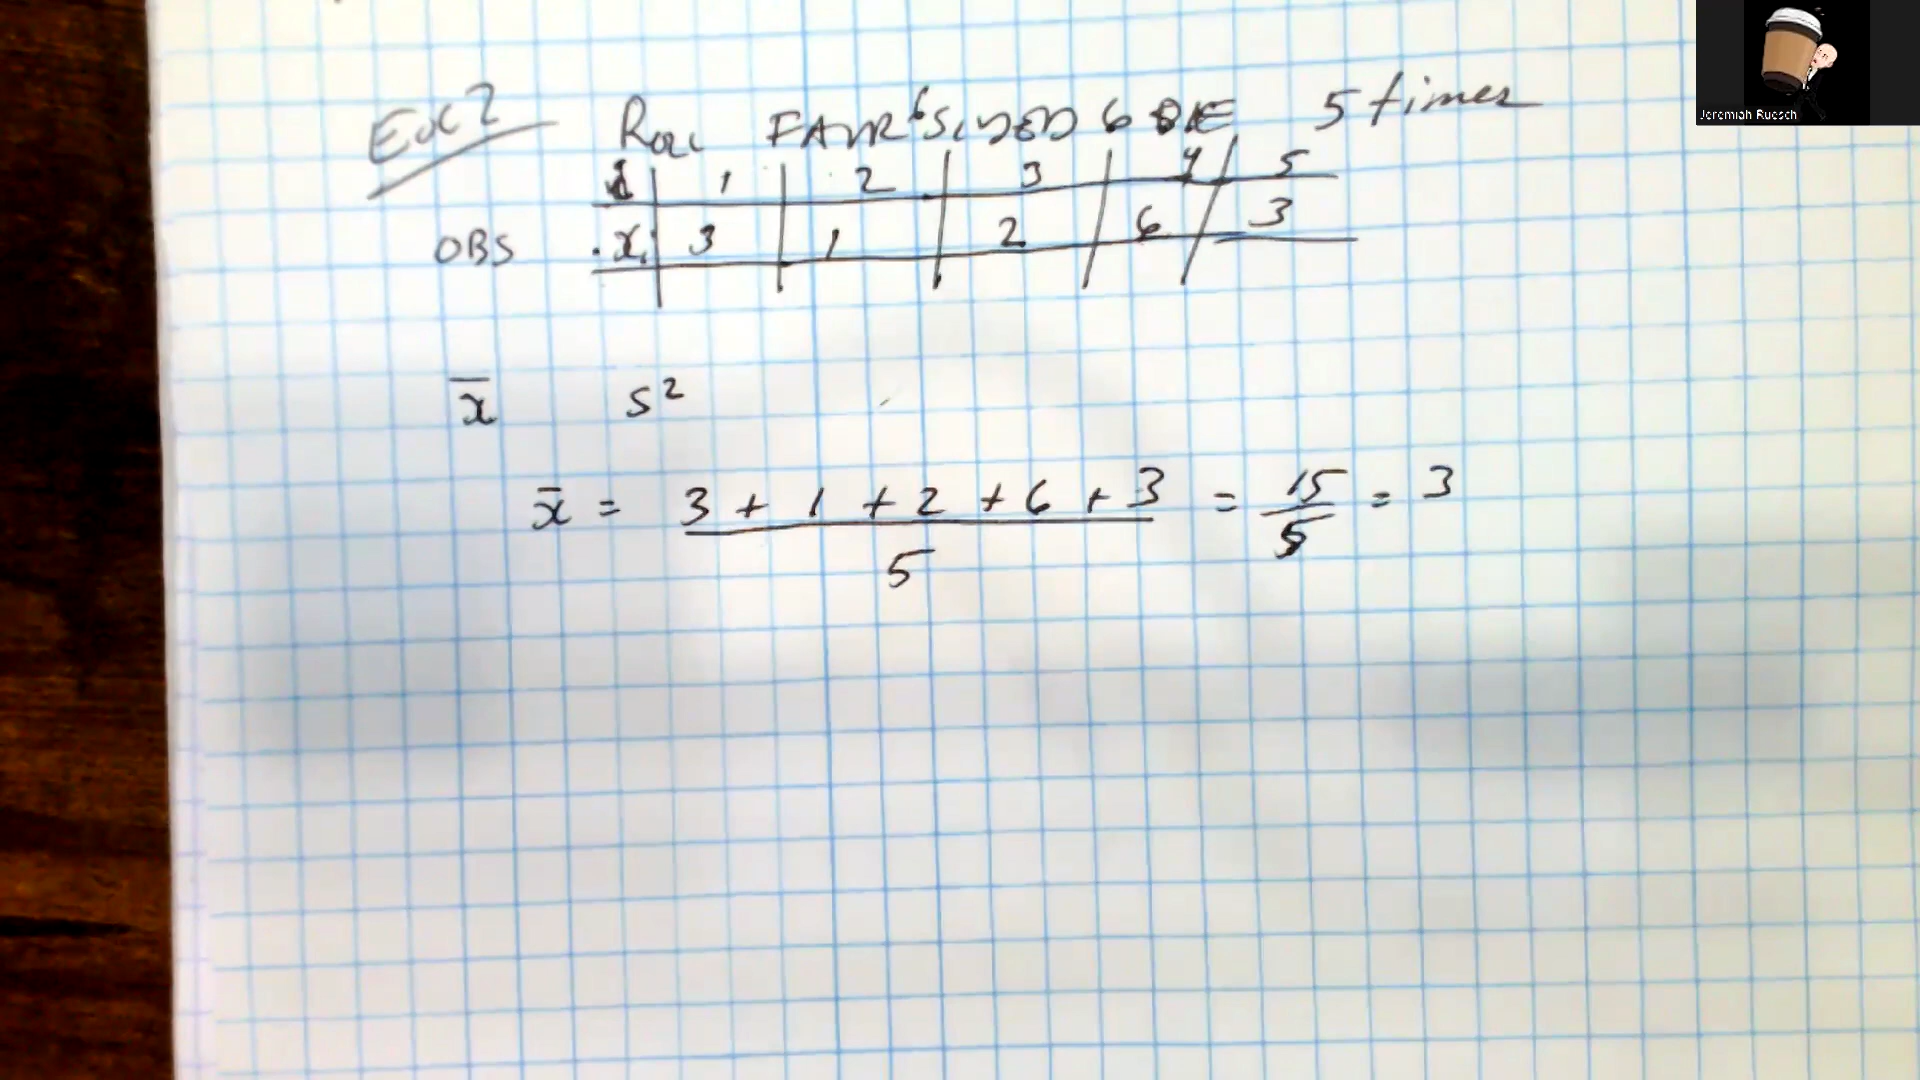 Ex 2 Roll FAIR 6 SIDED 6 DIE 5 times
i 1 2 3 4 5
OBS xi 3 1 2 6 3
x̄ s²
x̄ = 3 + 1 + 2 + 6 + 3 / 5 = 15 / 5 = 3
Jeremiah Ruesch